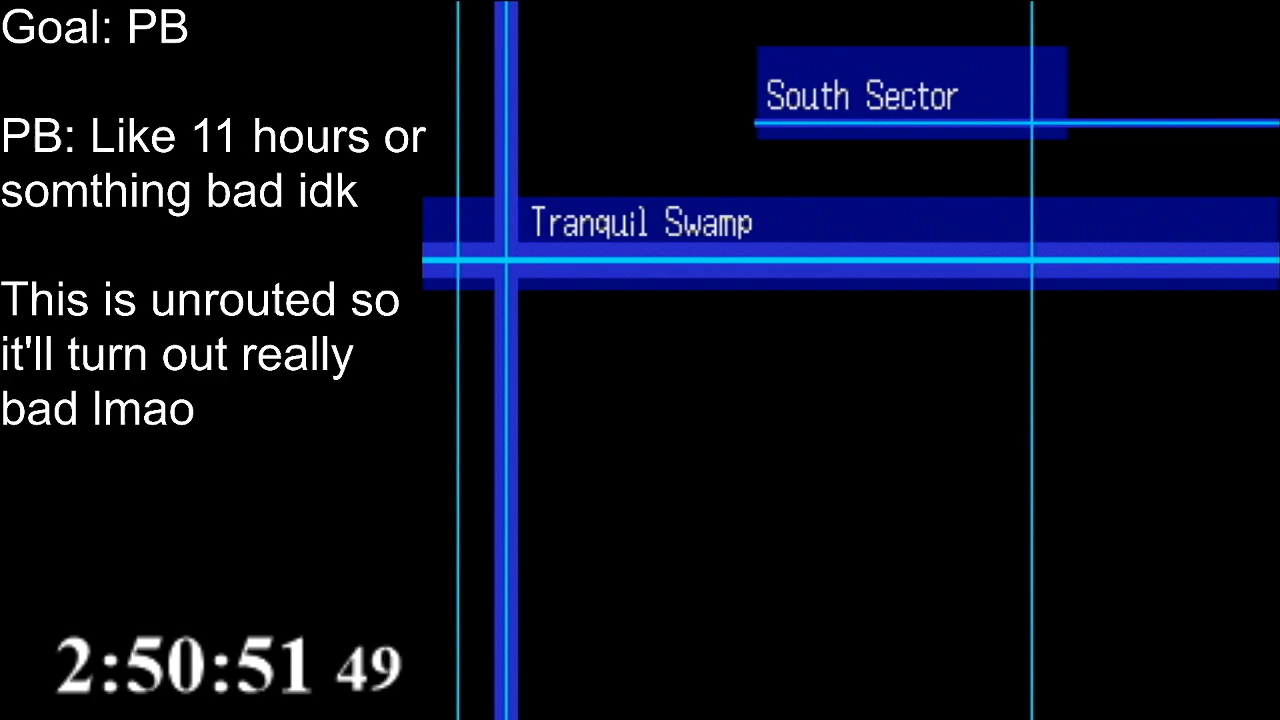 Goal: PB
PB: Like 11 hours or
somthing bad idk
This is unrouted so
it'll turn out really
bad lmao
South Sector
Tranquil Swamp
2:50:51 49